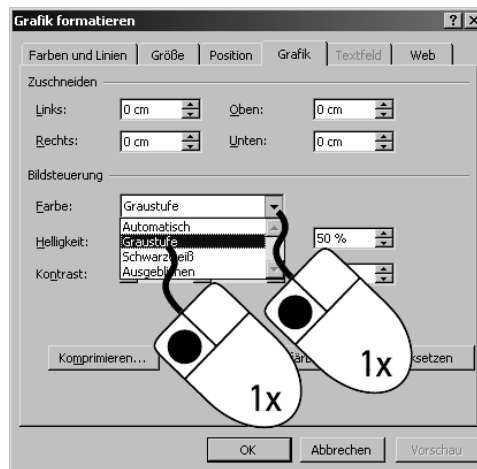 Grafik formatieren
Farben und Linien Größe Position Grafik Textfeld Web
Zuschneiden
Links: 0 cm Oben: 0 cm
Rechts: 0 cm Unten: 0 cm
Bildsteuerung
Farbe: Graustufe
Automatisch
Graustufe
Helligkeit: 50 %
Ausgeblichen
Kontrast:
Komprimieren...
1x
1x
OK Abbrechen Vorschau